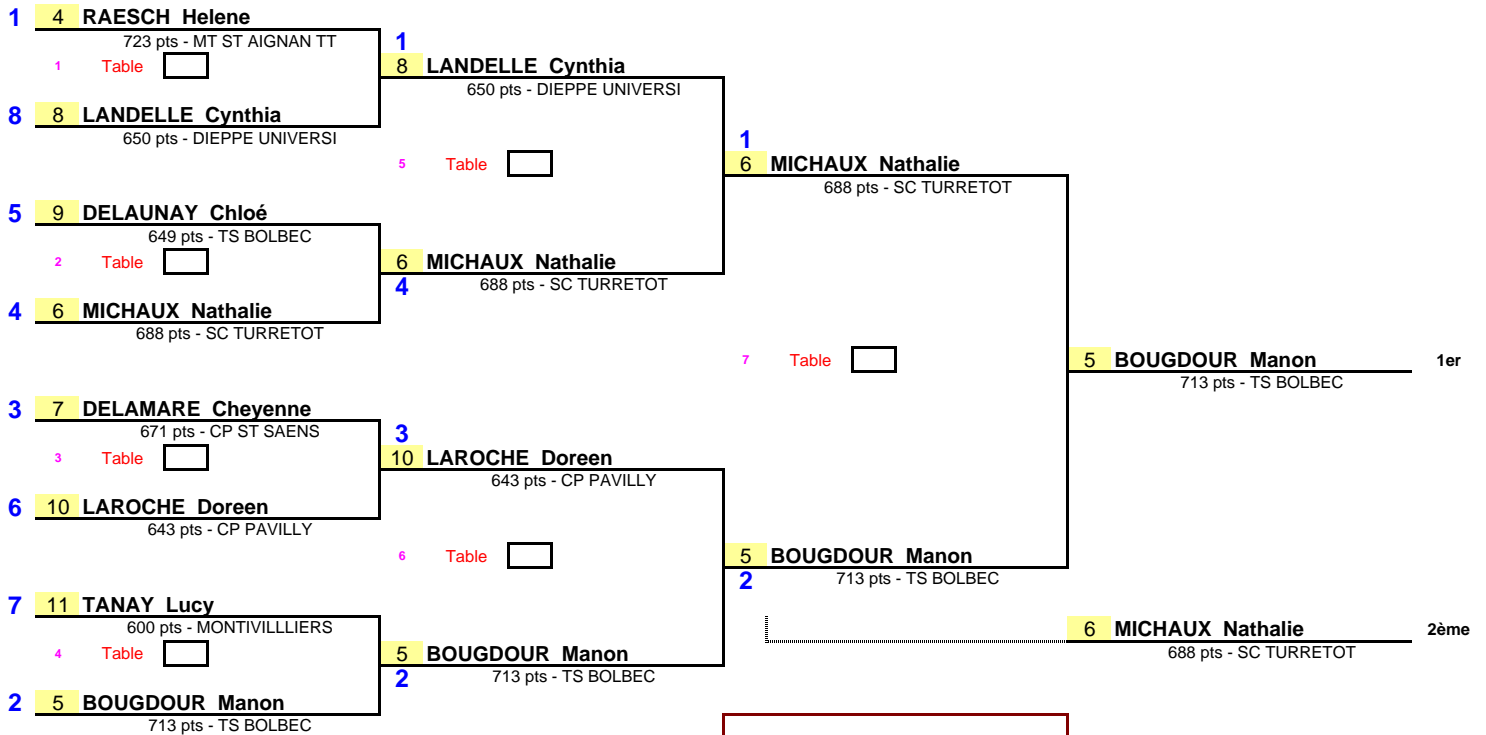 1 4 RAESCH Helene
723 pts - MT ST AIGNAN TT
1 Table
8 8 LANDELLE Cynthia
650 pts - DIEPPE UNIVERSI
5 9 DELAUNAY Chloé
649 pts - TS BOLBEC
2 Table
4 6 MICHAUX Nathalie
688 pts - SC TURRETOT
3 7 DELAMARE Cheyenne
671 pts - CP ST SAENS
3 Table
6 10 LAROCHE Doreen
643 pts - CP PAVILLY
7 11 TANAY Lucy
600 pts - MONTIVILLLIERS
4 Table
2 5 BOUGDOUR Manon
713 pts - TS BOLBEC
1
8 LANDELLE Cynthia
650 pts - DIEPPE UNIVERSI
5 Table
6 MICHAUX Nathalie
4 688 pts - SC TURRETOT
3
10 LAROCHE Doreen
643 pts - CP PAVILLY
6 Table
5 BOUGDOUR Manon
2 713 pts - TS BOLBEC
1
6 MICHAUX Nathalie
688 pts - SC TURRETOT
7 Table
5 BOUGDOUR Manon
2 713 pts - TS BOLBEC
5 BOUGDOUR Manon 1er
713 pts - TS BOLBEC
6 MICHAUX Nathalie 2ème
688 pts - SC TURRETOT